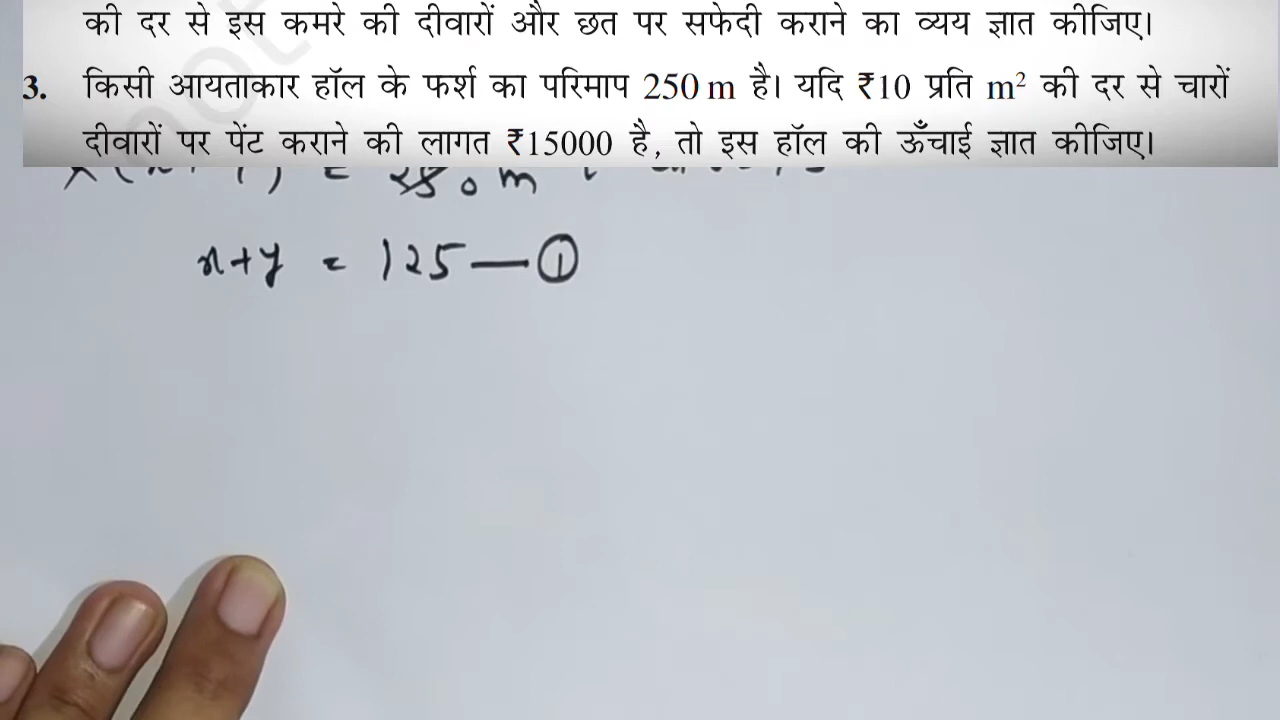 की दर से इस कमरे की दीवारों और छत पर सफेदी कराने का व्यय ज्ञात कीजिए।
3. किसी आयताकार हॉल के फर्श का परिमाप 250 m है। यदि ₹10 प्रति m² की दर से चारों
दीवारों पर पेंट कराने की लागत ₹15000 है, तो इस हॉल की ऊँचाई ज्ञात कीजिए।
x+y = 125 — ①